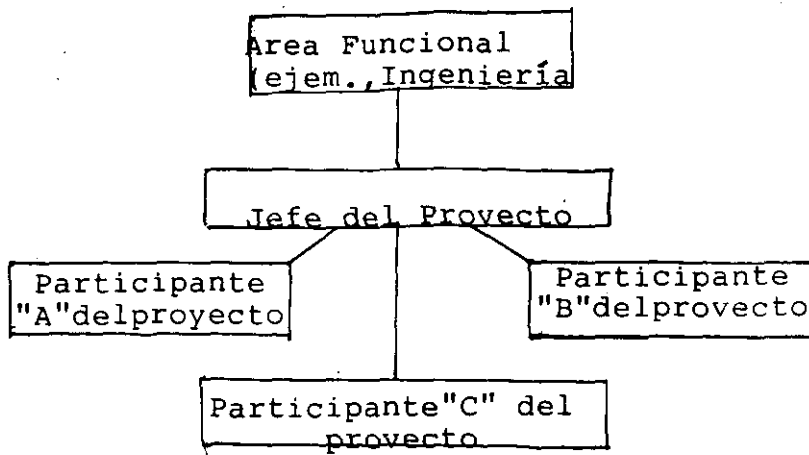 Area Funcional
(ejem.,Ingeniería
Jefe del Proyecto
Participante
"A"delproyecto
Participante
"B"delproyecto
Participante"C" del
proyecto